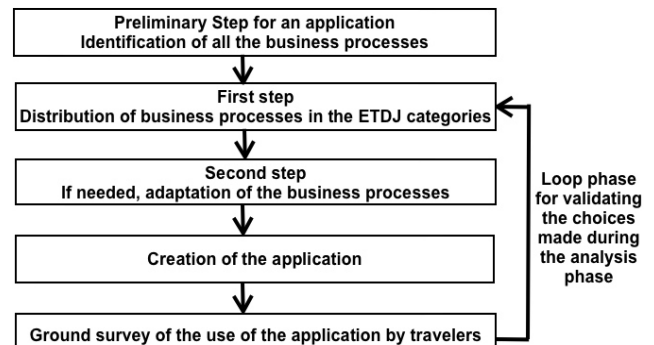 Preliminary Step for an application
Identification of all the business processes
First step
Distribution of business processes in the ETDJ categories
Second step
If needed, adaptation of the business processes
Creation of the application
Ground survey of the use of the application by travelers
Loop phase
for validating
the choices
made during
the analysis
phase